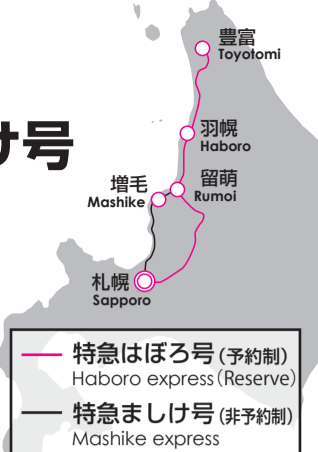 豊富
Toyotomi
け号
羽幌
Haboro
増毛
Mashike
留萌
Rumoi
札幌
Sapporo
特急はぼろ号(予約制)
Haboro express(Reserve)
特急ましけ号(非予約制)
Mashike express